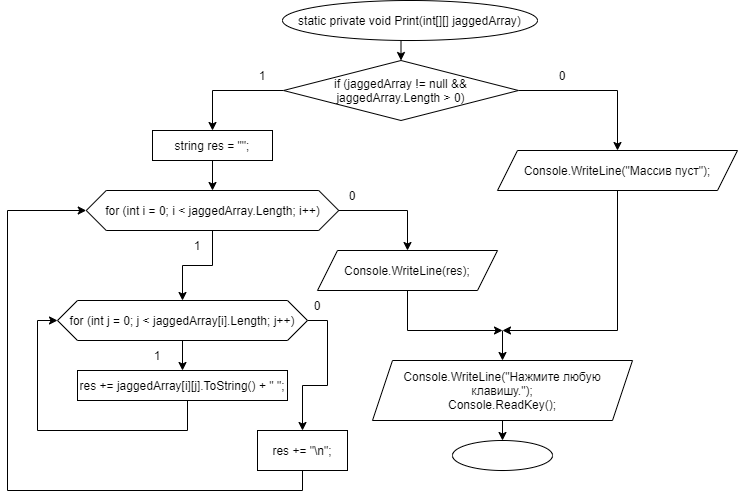 static private void Print(int[][] jaggedArray)
1
0
if (jaggedArray != null &&
jaggedArray.Length > 0)
string res = "";
Console.WriteLine("Массив пуст");
0
for (int i = 0; i < jaggedArray.Length; i++)
1
Console.WriteLine(res);
0
for (int j = 0; j < jaggedArray[i].Length; j++)
1
res += jaggedArray[i][j].ToString() + " ";
Console.WriteLine("Нажмите любую
клавишу.");
Console.ReadKey();
res += "\n";